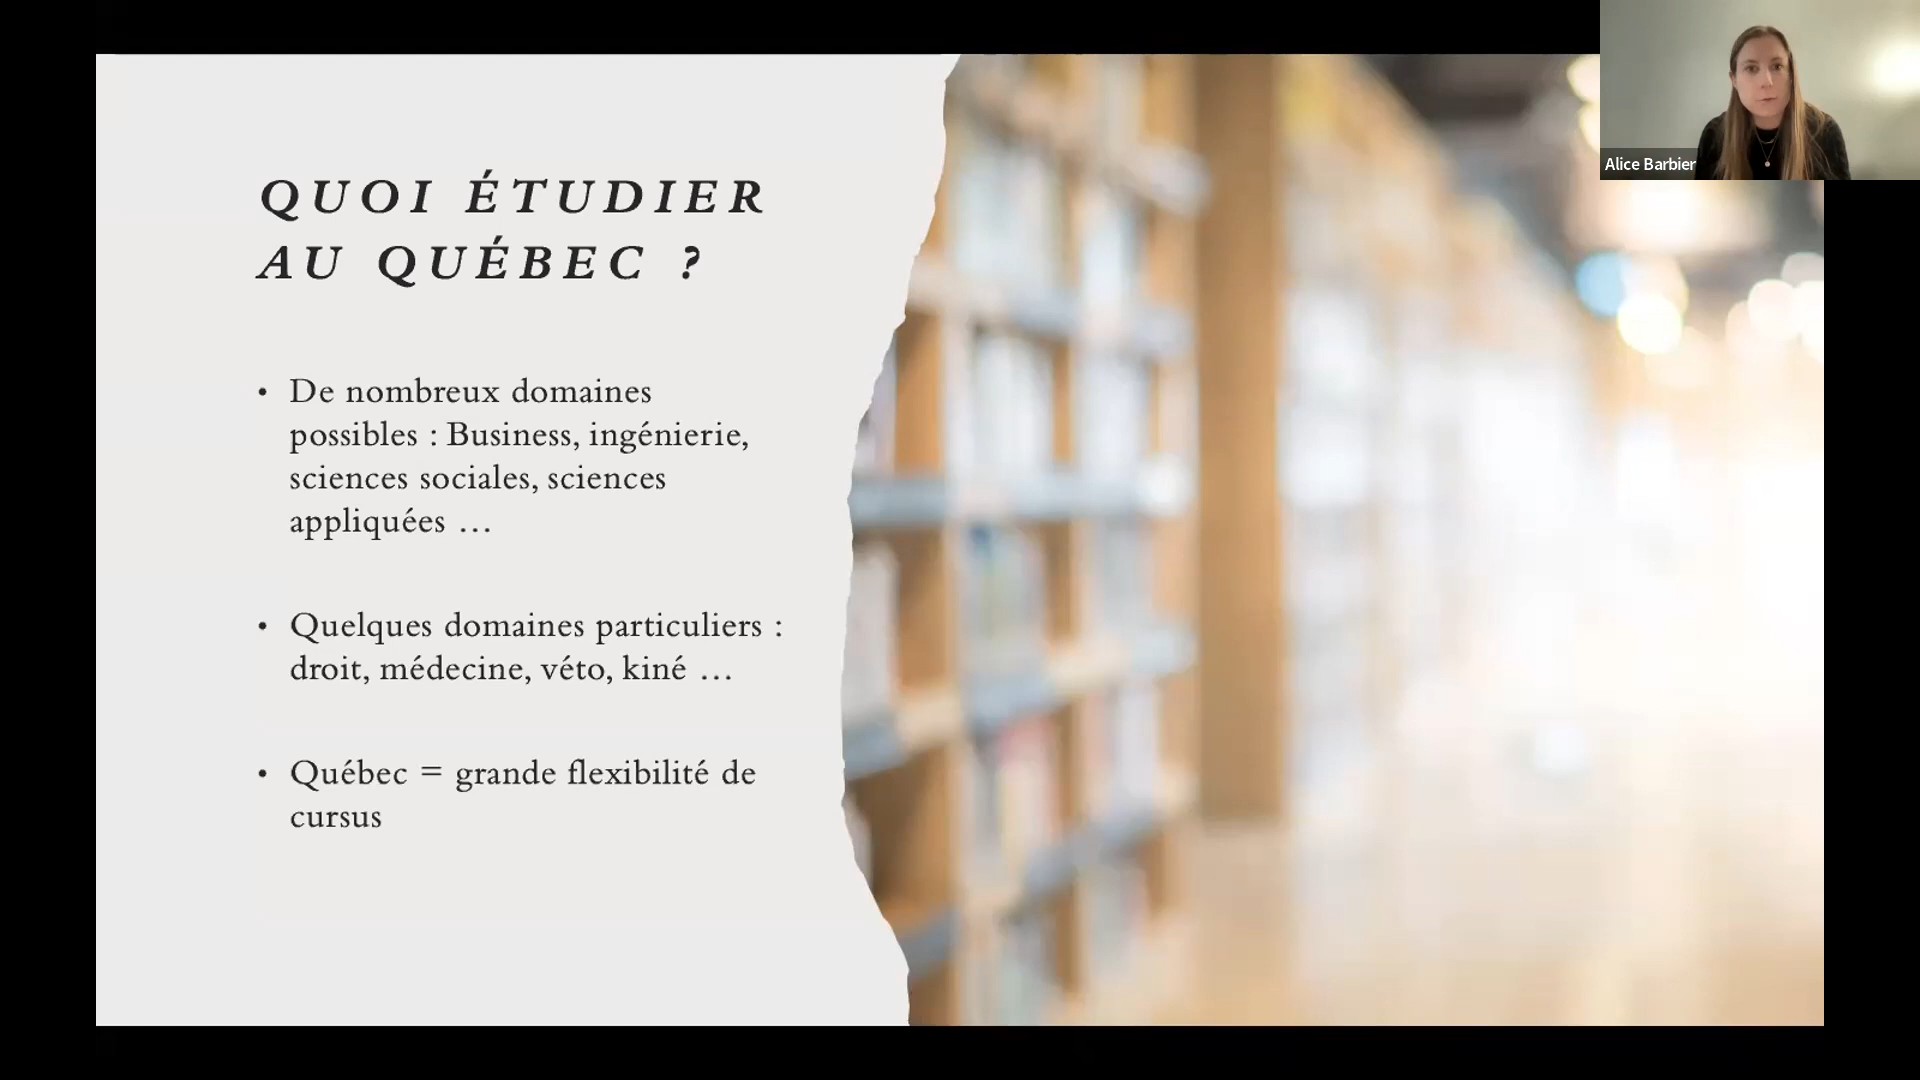 QUOI ÉTUDIER
AU QUÉBEC ?
• De nombreux domaines
possibles : Business, ingénierie,
sciences sociales, sciences
appliquées …
• Quelques domaines particuliers :
droit, médecine, véto, kiné …
• Québec = grande flexibilité de
cursus
Alice Barbier